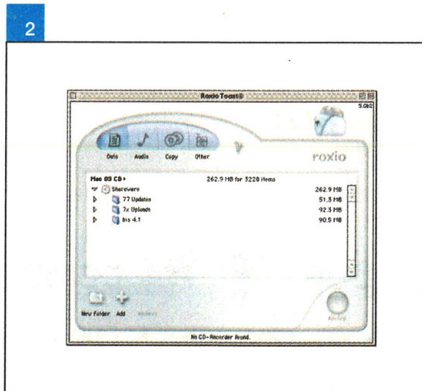 2
Roxio Toast®
Data Audio Copy Other
roxio
Mac OS CD 262.9 MB for 3228 items
Shareware 262.9 MB
77 Updates 51.3 MB
7x Uploads 92.3 MB
4.1 90.5 MB
New Folder Add
No CD-Recorder found.